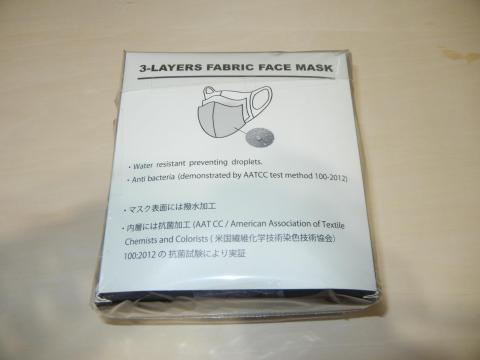 3-LAYERS FABRIC FACE MASK
・Water resistant preventing droplets.
・Anti bacteria (demonstrated by AATCC test method 100-2012)
・マスク表面には撥水加工
・内層には抗菌加工 (AAT CC / American Association of Textile
Chemists and Colorists ( 米国繊維化学技術染色技術協会)
100:2012 の 抗菌試験により実証